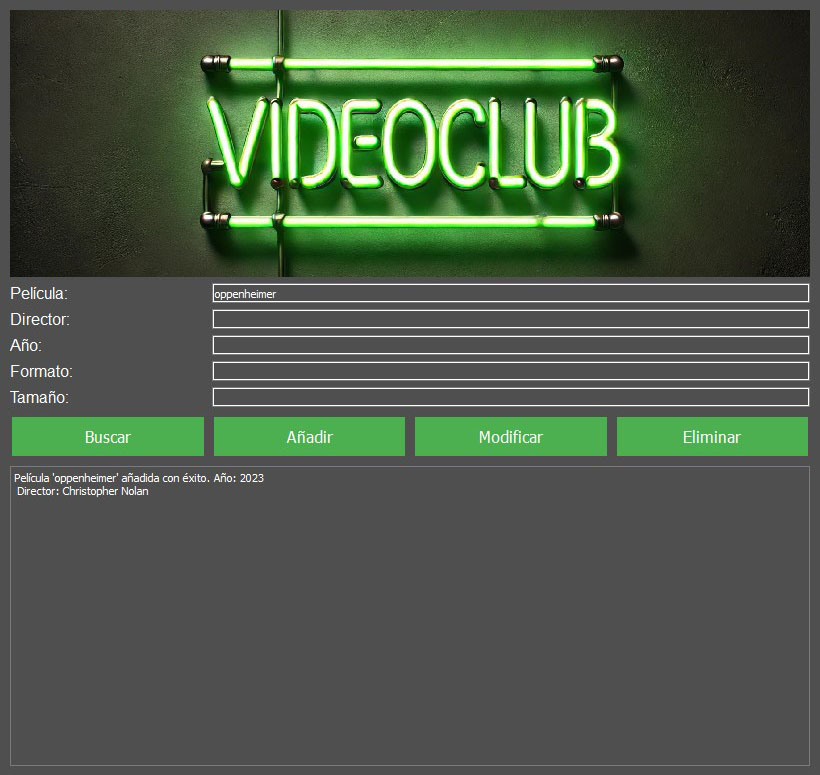 VIDEOCLUB
Película:
oppenheimer
Director:
Año:
Formato:
Tamaño:
Buscar
Añadir
Modificar
Eliminar
Película 'oppenheimer' añadida con éxito. Año: 2023
Director: Christopher Nolan